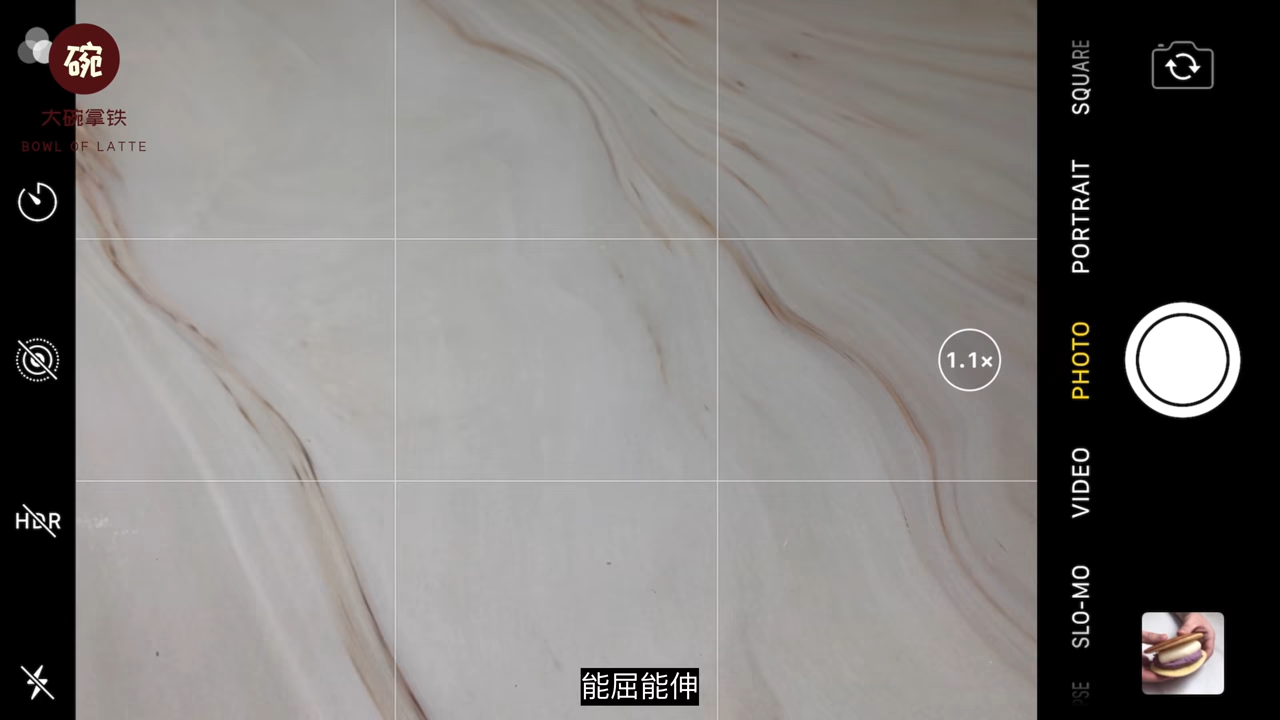 碗
大碗拿铁
BOWL OF LATTE
HDR
1.1×
SQUARE
PORTRAIT
PHOTO
VIDEO
SLO-MO
PSE
能屈能伸